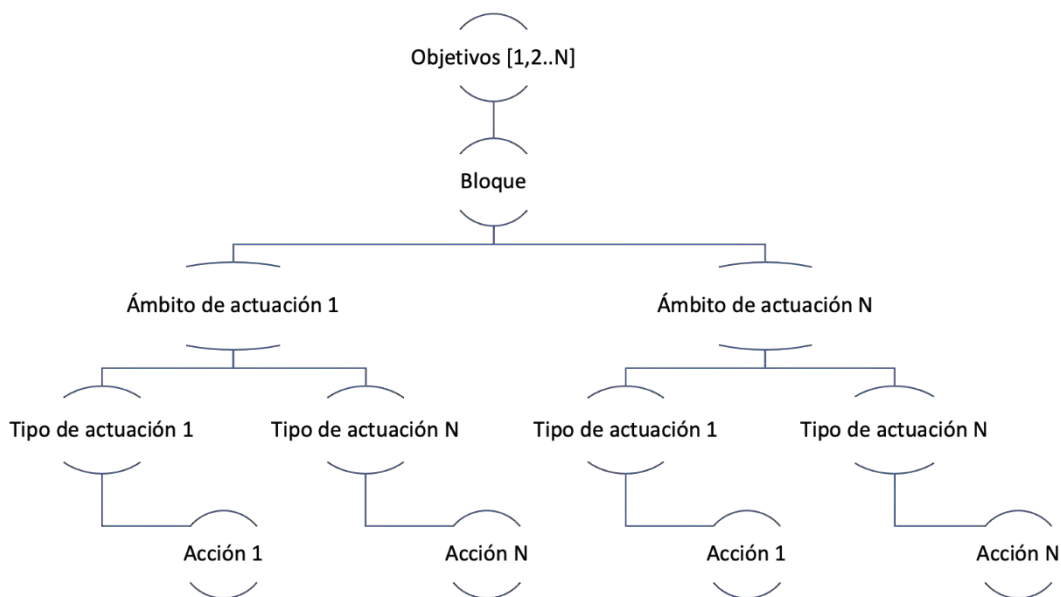 Objetivos [1,2..N]
Bloque
Ámbito de actuación 1
Ámbito de actuación N
Tipo de actuación 1
Tipo de actuación N
Tipo de actuación 1
Tipo de actuación N
Acción 1
Acción N
Acción 1
Acción N